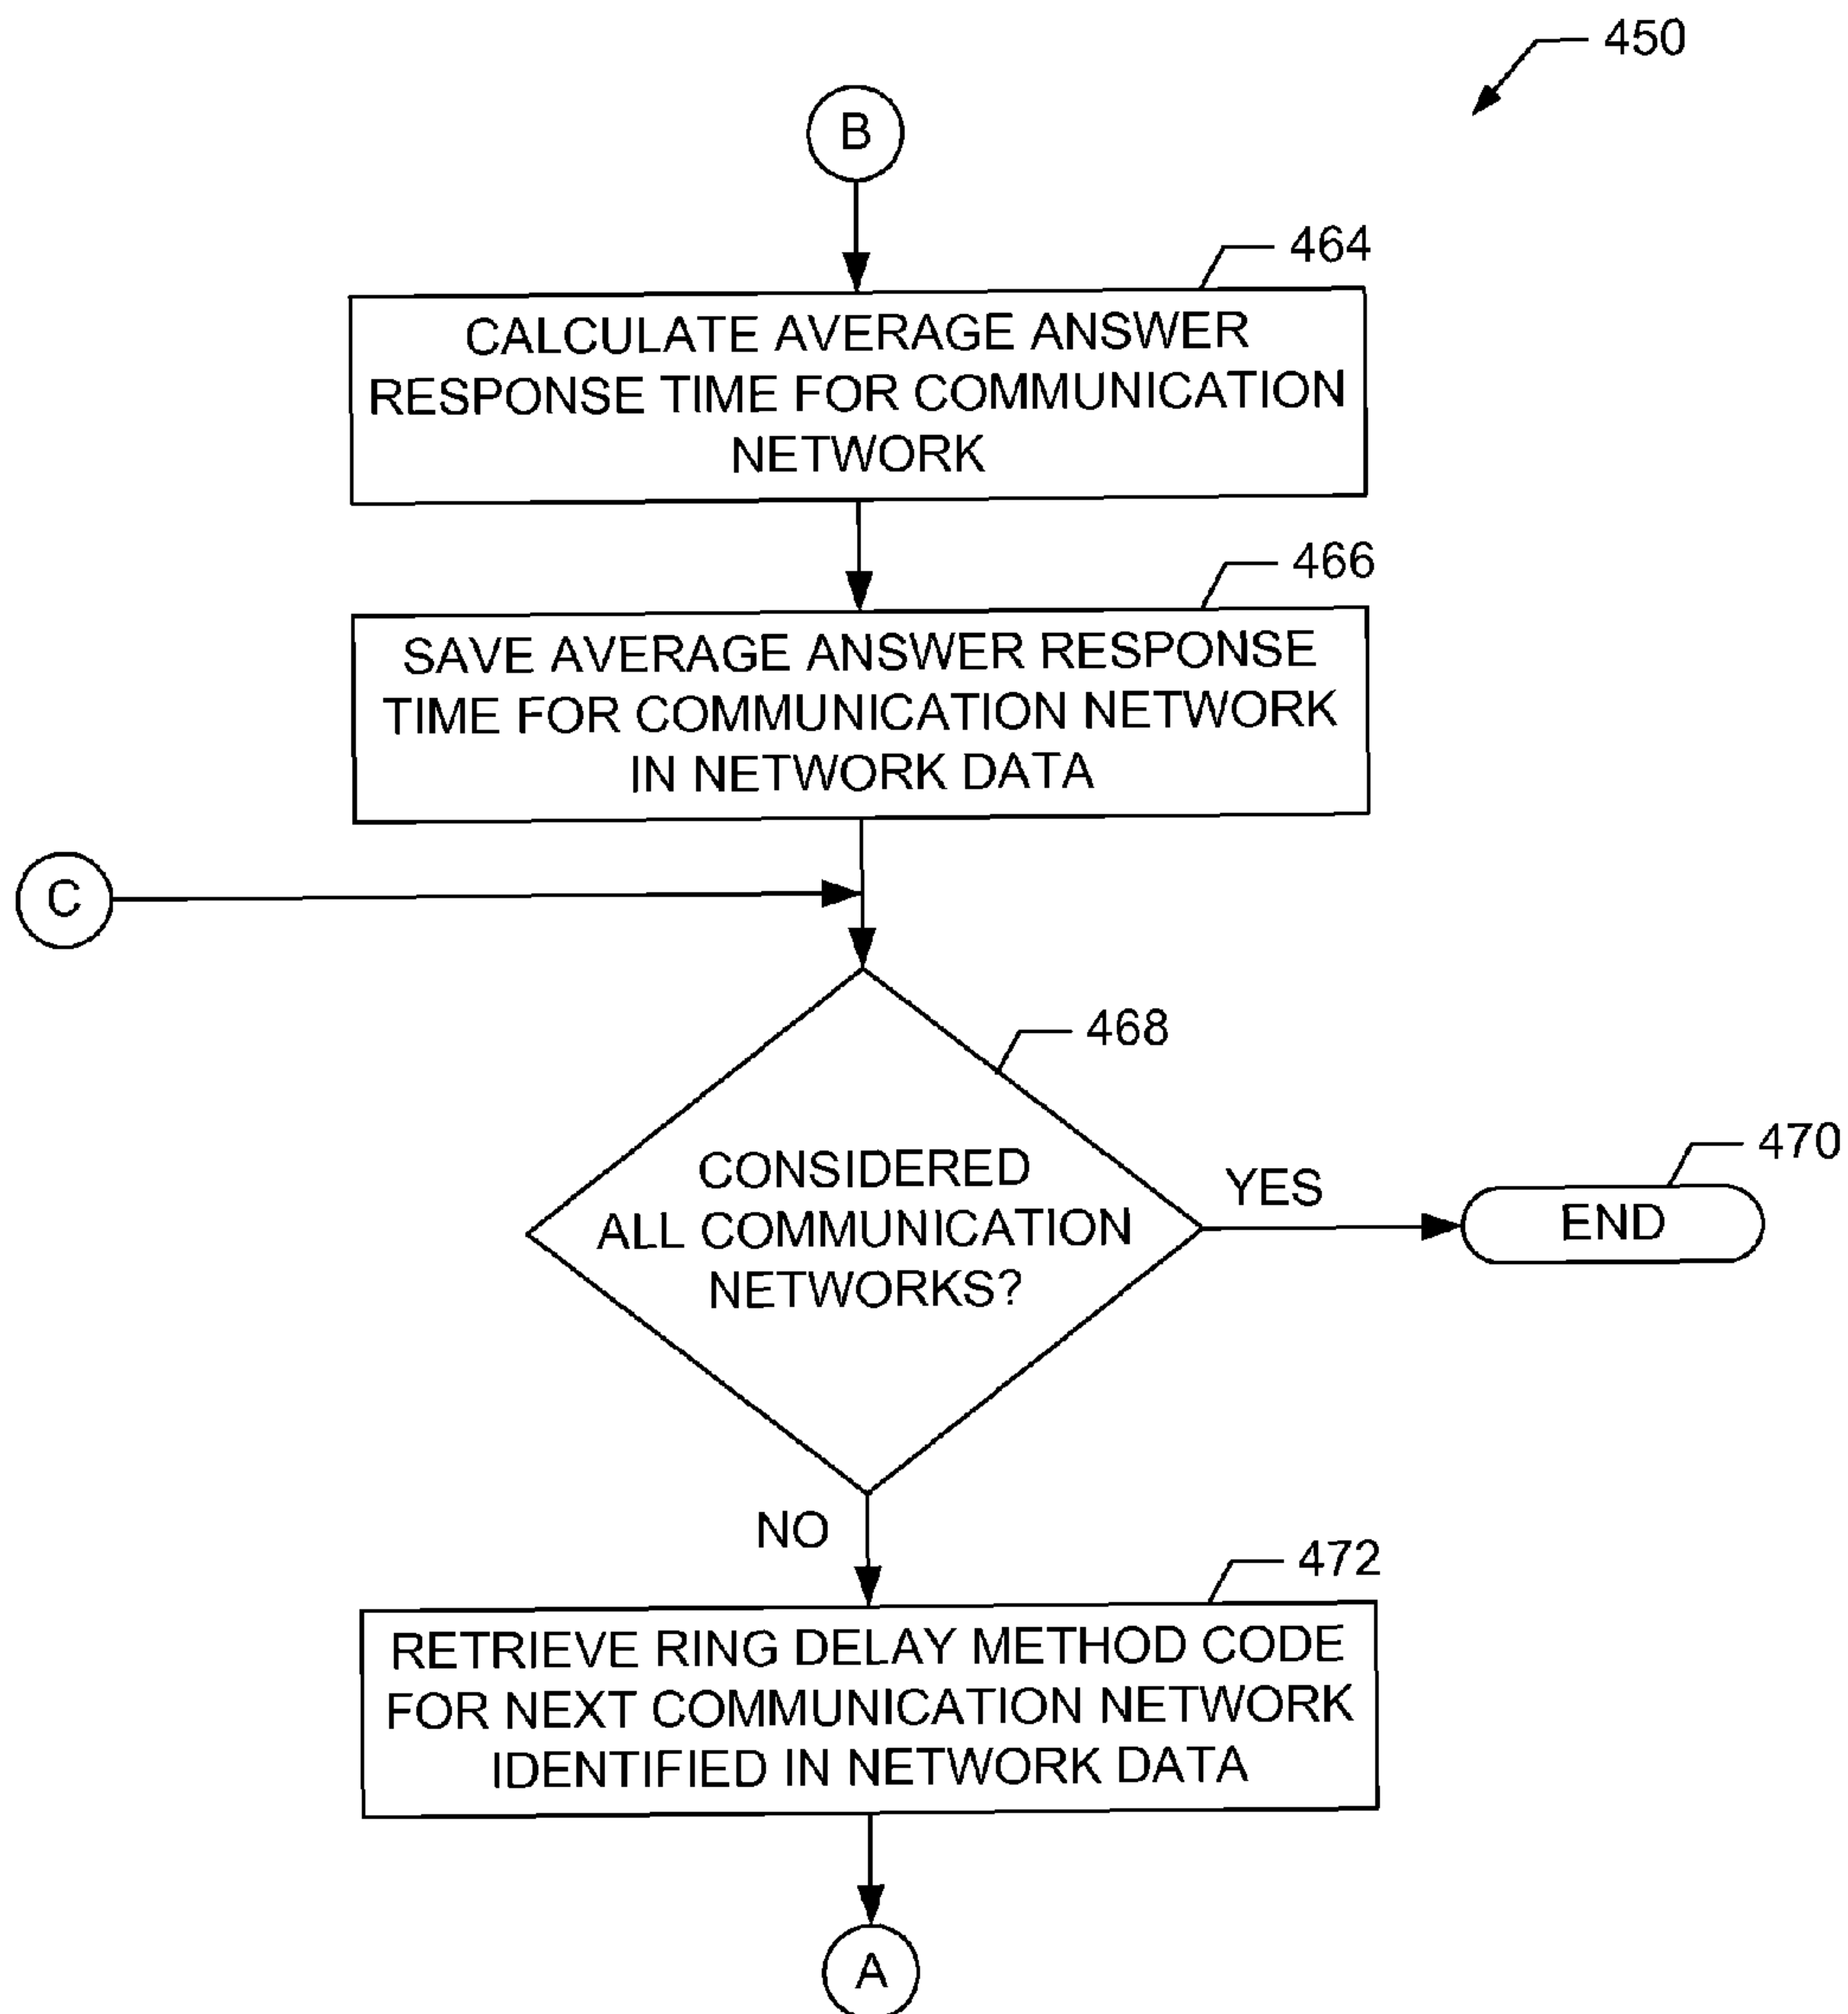 450
B
464
CALCULATE AVERAGE ANSWER
RESPONSE TIME FOR COMMUNICATION
NETWORK
466
SAVE AVERAGE ANSWER RESPONSE
TIME FOR COMMUNICATION NETWORK
IN NETWORK DATA
C
468
CONSIDERED
ALL COMMUNICATION
NETWORKS?
YES
470
END
NO
472
RETRIEVE RING DELAY METHOD CODE
FOR NEXT COMMUNICATION NETWORK
IDENTIFIED IN NETWORK DATA
A